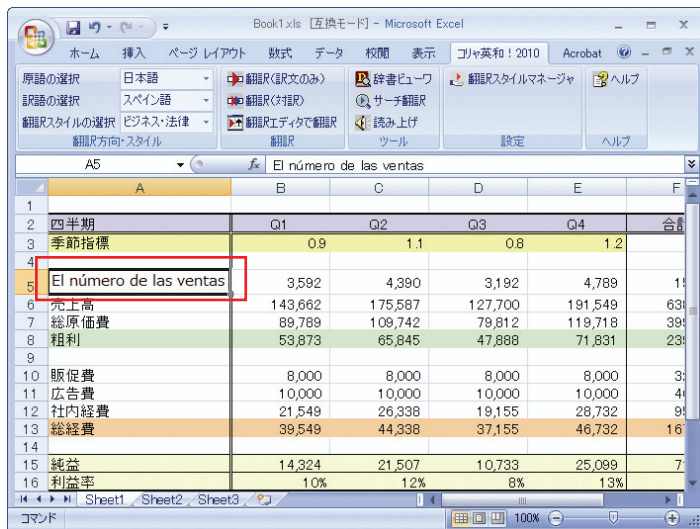 Book1.xls [互換モード] - Microsoft Excel
ホーム 挿入 ページ レイアウト 数式 データ 校閲 表示 コリャ英和！2010 Acrobat
原語の選択 日本語 翻訳(訳文のみ) 辞書ビューワ 翻訳スタイルマネージャ ヘルプ
訳語の選択 スペイン語 翻訳(対訳) サーチ翻訳
翻訳スタイルの選択 ビジネス・法律 翻訳エディタで翻訳 読み上げ
翻訳方向・スタイル 翻訳 ツール 設定 ヘルプ
A5 fx El número de las ventas
A B C D E F
1
2 四半期 Q1 Q2 Q3 Q4 合計
3 季節指標 0.9 1.1 0.8 1.2
4
5 El número de las ventas 3,592 4,390 3,192 4,789
6 売上高 143,662 175,587 127,700 191,549
7 総原価費 89,789 109,742 79,812 119,718
8 粗利 53,873 65,845 47,888 71,831
9
10 販促費 8,000 8,000 8,000 8,000
11 広告費 10,000 10,000 10,000 10,000
12 社内経費 21,549 26,338 19,155 28,732
13 総経費 39,549 44,338 37,155 46,732
14
15 純益 14,324 21,507 10,733 25,099
16 利益率 10% 12% 8% 13%
Sheet1 Sheet2 Sheet3
コマンド 100%